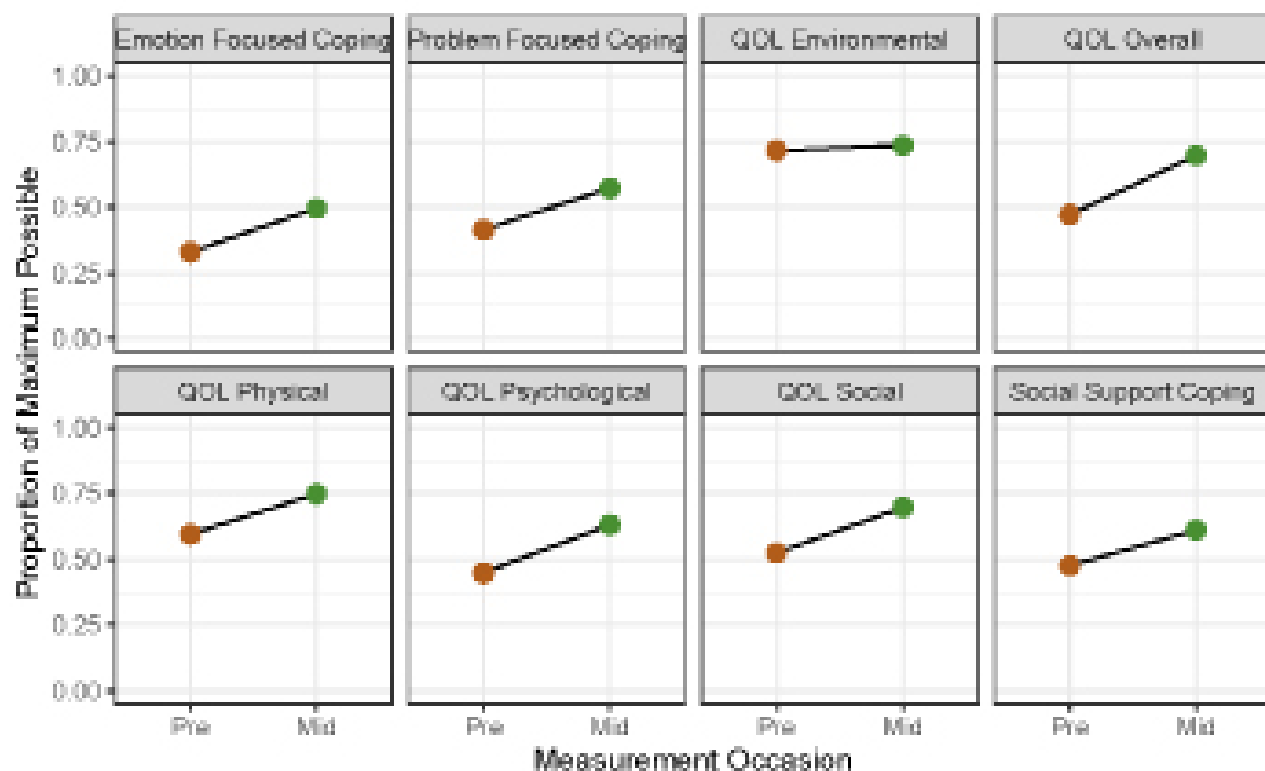 Emotion Focused Coping Problem Focused Coping QOL Environmental QOL Overall
1.00
0.75
0.50
0.25
0.00
QOL Physical QOL Psychological QOL Social Social Support Coping
1.00
0.75
0.50
0.25
0.00
Pre Mid Pre Mid Pre Mid Pre Mid
Measurement Occasion
Proportion of Maximum Possible